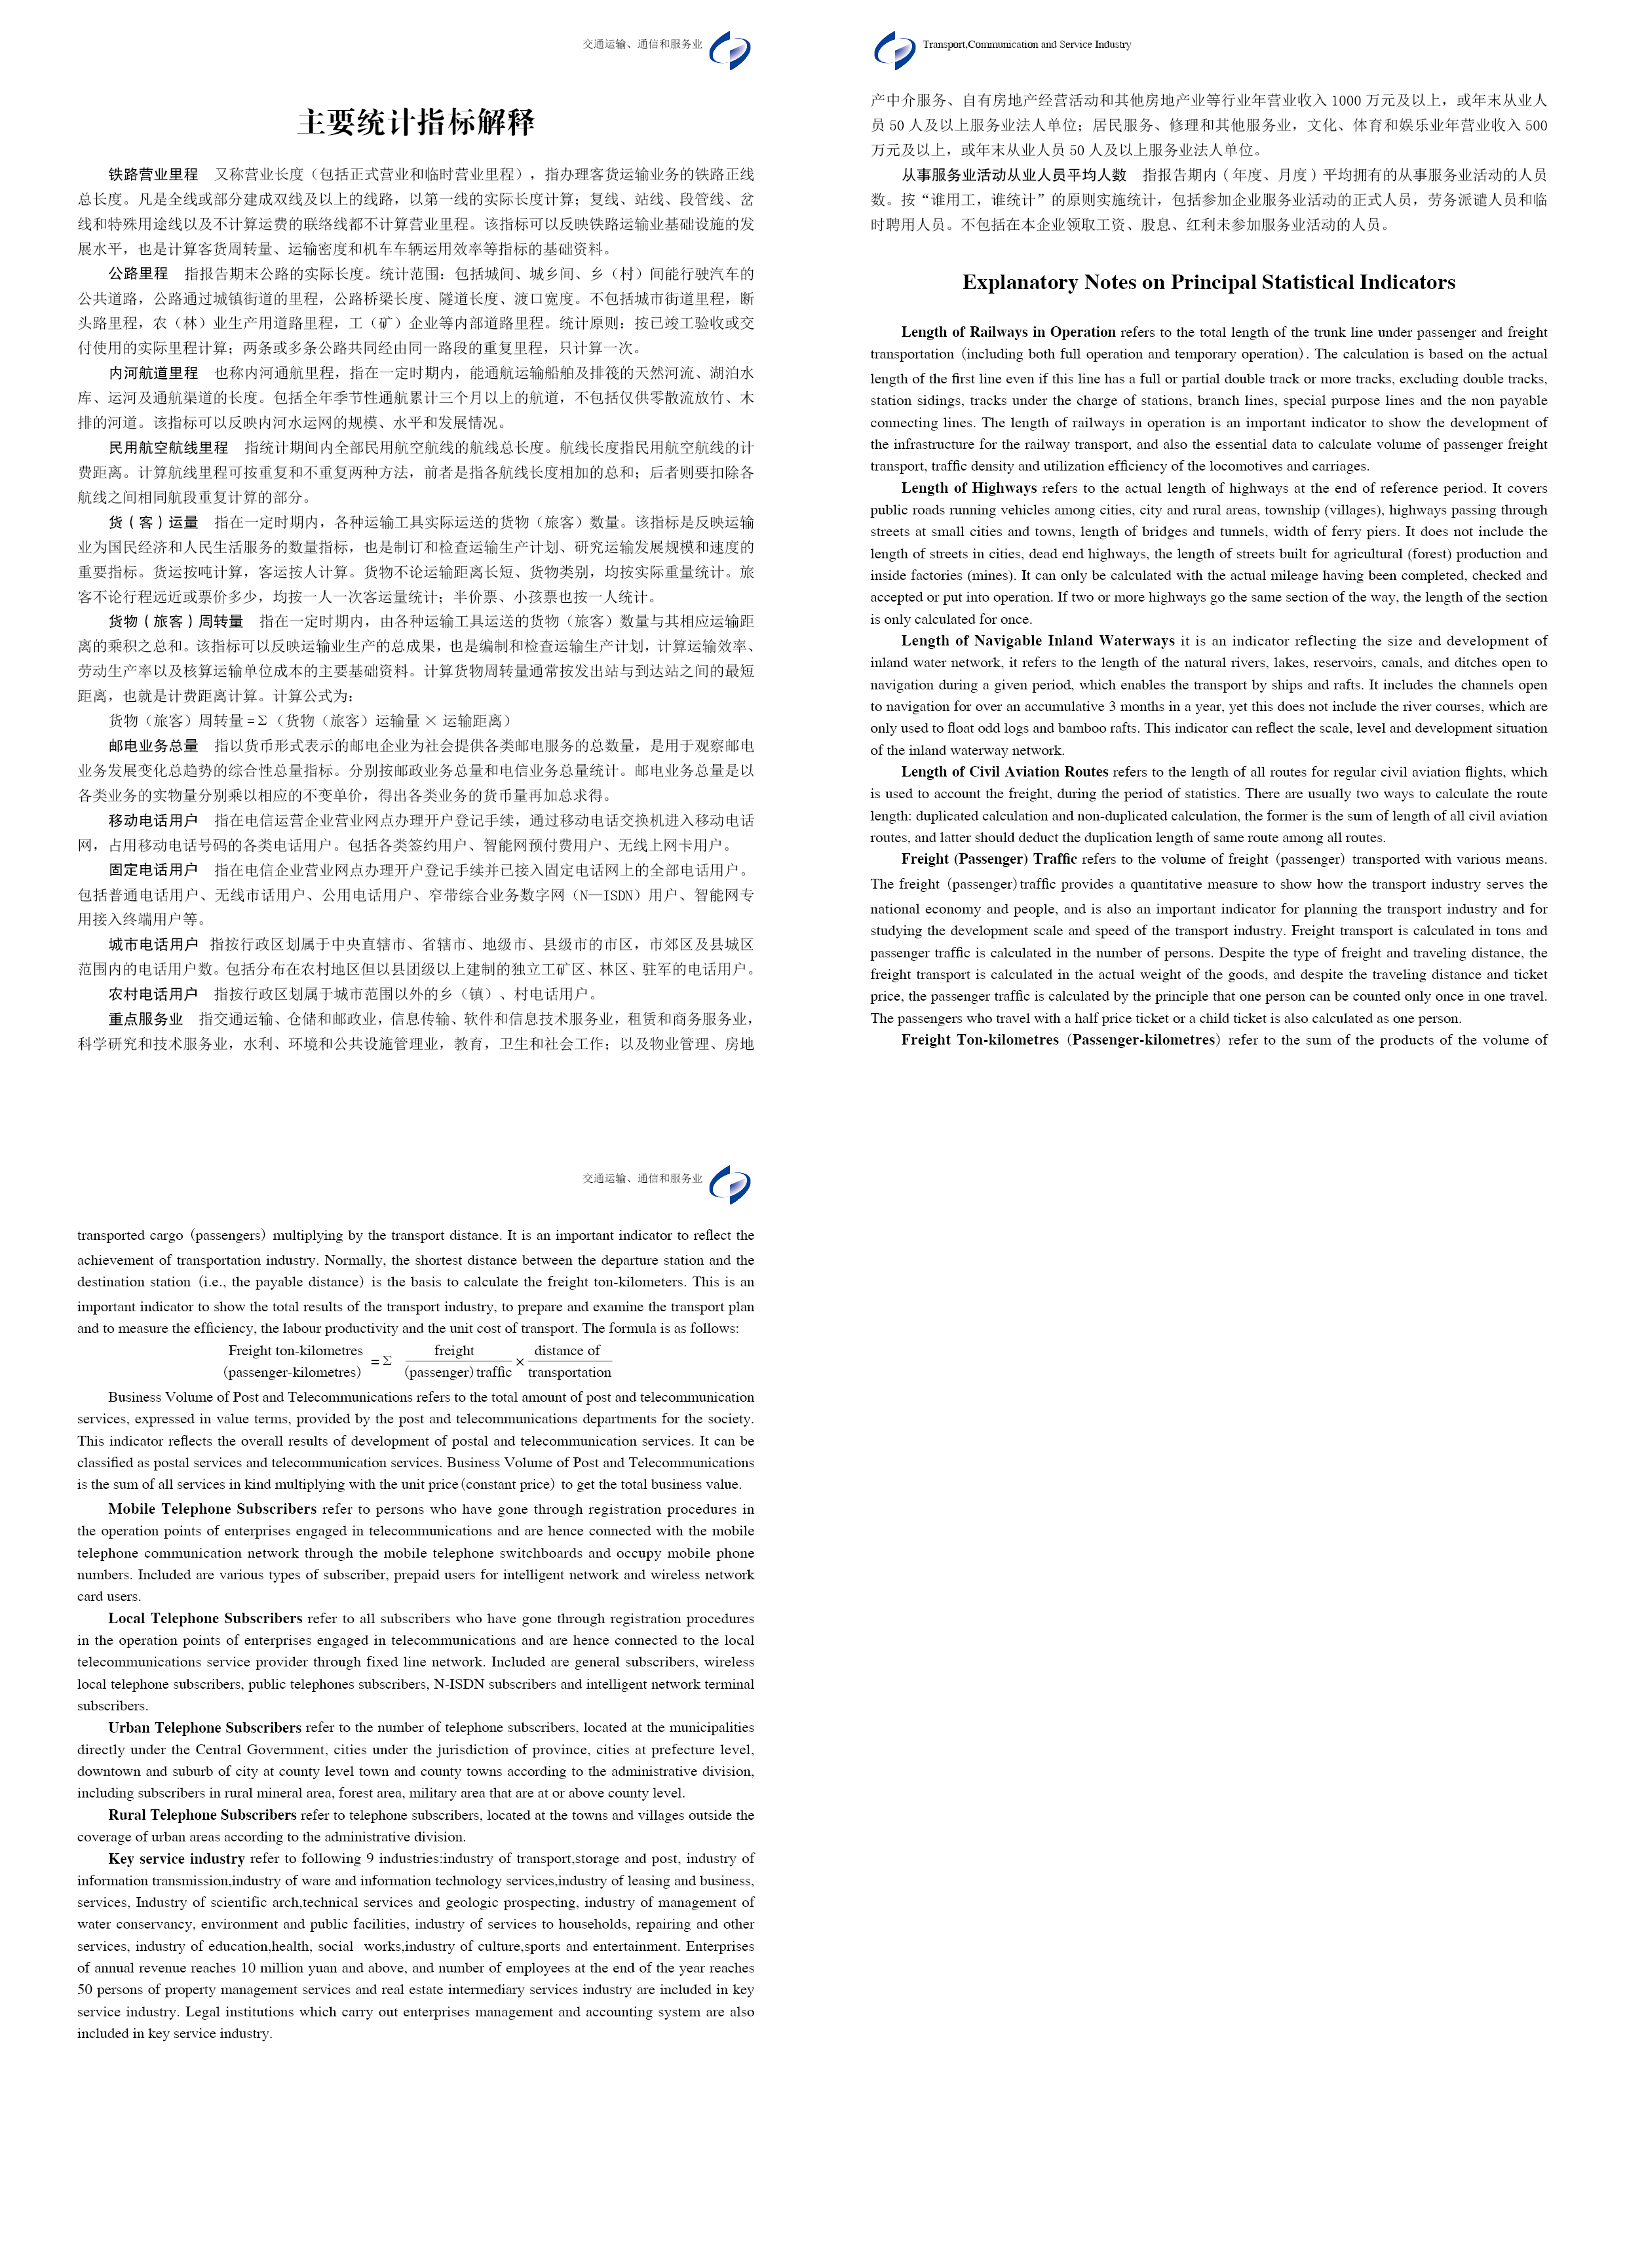 交通运输、通信和服务业
主要统计指标解释
铁路营业里程 又称营业长度（包括正式营业和临时营业里程），指办理客货运输业务的铁路正线
总长度。凡是全线或部分建成双线及以上的线路，以第一线的实际长度计算；复线、站线、段管线、岔
线和特殊用途线以及不计算运费的联络线都不计算营业里程。该指标可以反映铁路运输业基础设施的发
展水平，也是计算客货周转量、运输密度和机车车辆运用效率等指标的基础资料。
公路里程 指报告期末公路的实际长度。统计范围：包括城间、城乡间、乡（村）间能行驶汽车的
公共道路，公路通过城镇街道的里程，公路桥梁长度、隧道长度、渡口宽度。不包括城市街道里程，断
头路里程，农（林）业生产用道路里程，工（矿）企业等内部道路里程。统计原则：按已竣工验收或交
付使用的实际里程计算；两条或多条公路共同经由同一路段的重复里程，只计算一次。
内河航道里程 也称内河通航里程，指在一定时期内，能通航运输船舶及排筏的天然河流、湖泊水
库、运河及通航渠道的长度。包括全年季节性通航累计三个月以上的航道，不包括仅供零散流放竹、木
排的河道。该指标可以反映内河水运网的规模、水平和发展情况。
民用航空航线里程 指统计期间内全部民用航空航线的航线总长度。航线长度指民用航空航线的计
费距离。计算航线里程可按重复和不重复两种方法，前者是指各航线长度相加的总和；后者则要扣除各
航线之间相同航段重复计算的部分。
货（客）运量 指在一定时期内，各种运输工具实际运送的货物（旅客）数量。该指标是反映运输
业为国民经济和人民生活服务的数量指标，也是制订和检查运输生产计划、研究运输发展规模和速度的
重要指标。货运按吨计算，客运按人计算。货物不论运输距离长短、货物类别，均按实际重量统计。旅
客不论行程远近或票价多少，均按一人一次客运量统计；半价票、小孩票也按一人统计。
货物（旅客）周转量 指在一定时期内，由各种运输工具运送的货物（旅客）数量与其相应运输距
离的乘积之总和。该指标可以反映运输业生产的总成果，也是编制和检查运输生产计划，计算运输效率、
劳动生产率以及核算运输单位成本的主要基础资料。计算货物周转量通常按发出站与到达站之间的最短
距离，也就是计费距离计算。计算公式为：
货物（旅客）周转量 =Σ（货物（旅客）运输量 × 运输距离）
邮电业务总量 指以货币形式表示的邮电企业为社会提供各类邮电服务的总数量，是用于观察邮电
业务发展变化总趋势的综合性总量指标。分别按邮政业务总量和电信业务总量统计。邮电业务总量是以
各类业务的实物量分别乘以相应的不变单价，得出各类业务的货币量再加总求得。
移动电话用户 指在电信运营企业营业网点办理开户登记手续，通过移动电话交换机进入移动电话
网，占用移动电话号码的各类电话用户。包括各类签约用户、智能网预付费用户、无线上网卡用户。
固定电话用户 指在电信企业营业网点办理开户登记手续并已接入固定电话网上的全部电话用户。
包括普通电话用户、无线市话用户、公用电话用户、窄带综合业务数字网（N—ISDN）用户、智能网专
用接入终端用户等。
城市电话用户 指按行政区划属于中央直辖市、省辖市、地级市、县级市的市区，市郊区及县城区
范围内的电话用户数。包括分布在农村地区但以县团级以上建制的独立工矿区、林区、驻军的电话用户。
农村电话用户 指按行政区划属于城市范围以外的乡（镇）、村电话用户。
重点服务业 指交通运输、仓储和邮政业，信息传输、软件和信息技术服务业，租赁和商务服务业，
科学研究和技术服务业，水利、环境和公共设施管理业，教育，卫生和社会工作；以及物业管理、房地
Transport,Communication and Service Industry
产中介服务、自有房地产经营活动和其他房地产业等行业年营业收入 1000 万元及以上，或年末从业人
员 50 人及以上服务业法人单位；居民服务、修理和其他服务业，文化、体育和娱乐业年营业收入 500
万元及以上，或年末从业人员 50 人及以上服务业法人单位。
从事服务业活动从业人员平均人数 指报告期内（年度、月度）平均拥有的从事服务业活动的人员
数。按“谁用工，谁统计”的原则实施统计，包括参加企业服务业活动的正式人员，劳务派遣人员和临
时聘用人员。不包括在本企业领取工资、股息、红利未参加服务业活动的人员。
Explanatory Notes on Principal Statistical Indicators
Length of Railways in Operation refers to the total length of the trunk line under passenger and freight
transportation (including both full operation and temporary operation). The calculation is based on the actual
length of the first line even if this line has a full or partial double track or more tracks, excluding double tracks,
station sidings, tracks under the charge of stations, branch lines, special purpose lines and the non payable
connecting lines. The length of railways in operation is an important indicator to show the development of
the infrastructure for the railway transport, and also the essential data to calculate volume of passenger freight
transport, traffic density and utilization efficiency of the locomotives and carriages.
Length of Highways refers to the actual length of highways at the end of reference period. It covers
public roads running vehicles among cities, city and rural areas, township (villages), highways passing through
streets at small cities and towns, length of bridges and tunnels, width of ferry piers. It does not include the
length of streets in cities, dead end highways, the length of streets built for agricultural (forest) production and
inside factories (mines). It can only be calculated with the actual mileage having been completed, checked and
accepted or put into operation. If two or more highways go the same section of the way, the length of the section
is only calculated for once.
Length of Navigable Inland Waterways it is an indicator reflecting the size and development of
inland water network, it refers to the length of the natural rivers, lakes, reservoirs, canals, and ditches open to
navigation during a given period, which enables the transport by ships and rafts. It includes the channels open
to navigation for over an accumulative 3 months in a year, yet this does not include the river courses, which are
only used to float odd logs and bamboo rafts. This indicator can reflect the scale, level and development situation
of the inland waterway network.
Length of Civil Aviation Routes refers to the length of all routes for regular civil aviation flights, which
is used to account the freight, during the period of statistics. There are usually two ways to calculate the route
length: duplicated calculation and non-duplicated calculation, the former is the sum of length of all civil aviation
routes, and latter should deduct the duplication length of same route among all routes.
Freight (Passenger) Traffic refers to the volume of freight (passenger) transported with various means.
The freight (passenger)traffic provides a quantitative measure to show how the transport industry serves the
national economy and people, and is also an important indicator for planning the transport industry and for
studying the development scale and speed of the transport industry. Freight transport is calculated in tons and
passenger traffic is calculated in the number of persons. Despite the type of freight and traveling distance, the
freight transport is calculated in the actual weight of the goods, and despite the traveling distance and ticket
price, the passenger traffic is calculated by the principle that one person can be counted only once in one travel.
The passengers who travel with a half price ticket or a child ticket is also calculated as one person.
Freight Ton-kilometres (Passenger-kilometres) refer to the sum of the products of the volume of
交通运输、通信和服务业
transported cargo (passengers) multiplying by the transport distance. It is an important indicator to reflect the
achievement of transportation industry. Normally, the shortest distance between the departure station and the
destination station (i.e., the payable distance) is the basis to calculate the freight ton-kilometers. This is an
important indicator to show the total results of the transport industry, to prepare and examine the transport plan
and to measure the efficiency, the labour productivity and the unit cost of transport. The formula is as follows:
Freight ton-kilometres freight distance of
(passenger-kilometres) =Σ (passenger)traffic × transportation
Business Volume of Post and Telecommunications refers to the total amount of post and telecommunication
services, expressed in value terms, provided by the post and telecommunications departments for the society.
This indicator reflects the overall results of development of postal and telecommunication services. It can be
classified as postal services and telecommunication services. Business Volume of Post and Telecommunications
is the sum of all services in kind multiplying with the unit price(constant price) to get the total business value.
Mobile Telephone Subscribers refer to persons who have gone through registration procedures in
the operation points of enterprises engaged in telecommunications and are hence connected with the mobile
telephone communication network through the mobile telephone switchboards and occupy mobile phone
numbers. Included are various types of subscriber, prepaid users for intelligent network and wireless network
card users.
Local Telephone Subscribers refer to all subscribers who have gone through registration procedures
in the operation points of enterprises engaged in telecommunications and are hence connected to the local
telecommunications service provider through fixed line network. Included are general subscribers, wireless
local telephone subscribers, public telephones subscribers, N-ISDN subscribers and intelligent network terminal
subscribers.
Urban Telephone Subscribers refer to the number of telephone subscribers, located at the municipalities
directly under the Central Government, cities under the jurisdiction of province, cities at prefecture level,
downtown and suburb of city at county level town and county towns according to the administrative division,
including subscribers in rural mineral area, forest area, military area that are at or above county level.
Rural Telephone Subscribers refer to telephone subscribers, located at the towns and villages outside the
coverage of urban areas according to the administrative division.
Key service industry refer to following 9 industries:industry of transport,storage and post, industry of
information transmission,industry of ware and information technology services,industry of leasing and business,
services, Industry of scientific arch,technical services and geologic prospecting, industry of management of
water conservancy, environment and public facilities, industry of services to households, repairing and other
services, industry of education,health, social works,industry of culture,sports and entertainment. Enterprises
of annual revenue reaches 10 million yuan and above, and number of employees at the end of the year reaches
50 persons of property management services and real estate intermediary services industry are included in key
service industry. Legal institutions which carry out enterprises management and accounting system are also
included in key service industry.